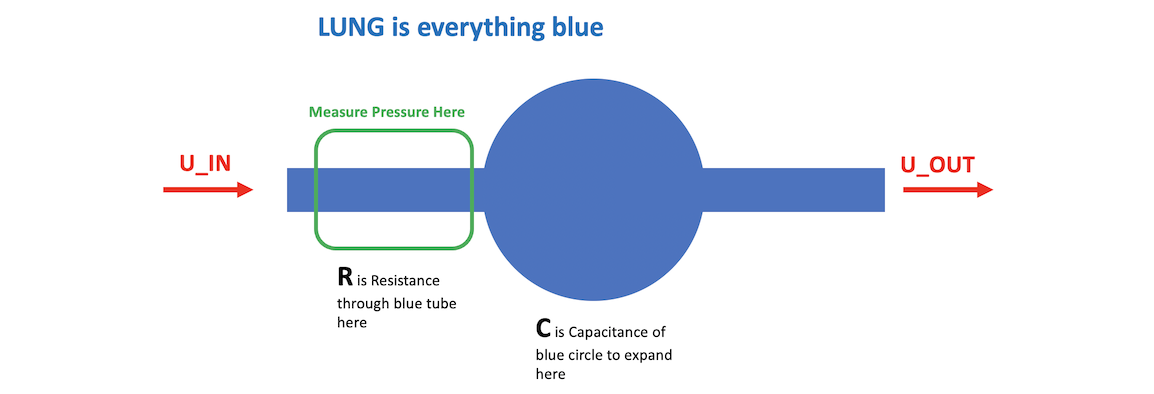 LUNG is everything blue
Measure Pressure Here
U_IN
U_OUT
R is Resistance
through blue tube
here
C is Capacitance of
blue circle to expand
here